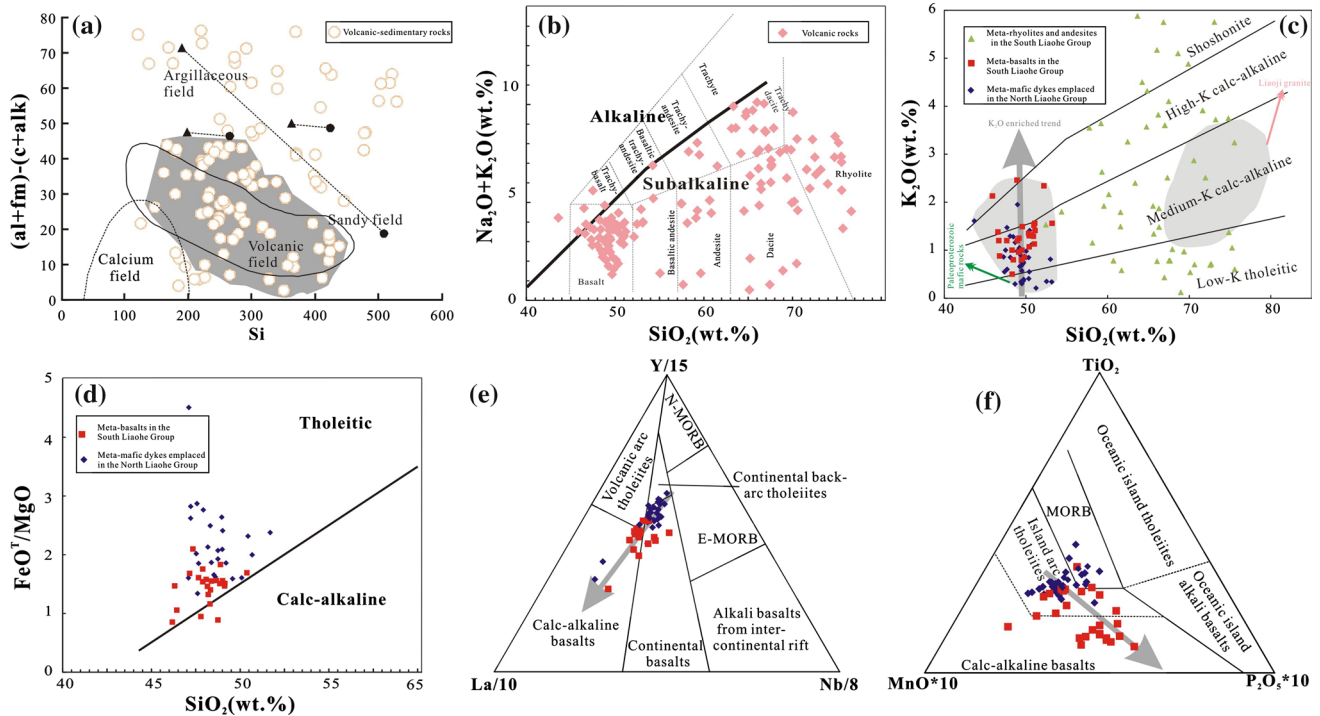 (a)
Volcanic-sedimentary rocks
(al+fm)-(c+alk)
80
70
60
50
40
30
20
10
0
Argillaceous
field
Sandy field
Volcanic
field
Calcium
field
0
100
200
300
400
500
600
Si
(b)
Volcanic rocks
Na2O+K2O(wt.%)
13
10
5
0
Alkaline
Subalkaline
Trachy-
basalt
Basaltic
trachy-
andesite
Trachy-
andesite
Trachyte
Trachy
dacite
Rhyolite
Basalt
Basaltic andesite
Andesite
Dacite
40
50
60
70
80
SiO2(wt.%)
(c)
Meta-rhyolites and andesites
in the South Liaohe Group
Meta-basalts in the
South Liaohe Group
Meta-mafic dykes emplaced
in the North Liaohe Group
K2O(wt.%)
6
5
4
3
2
1
0
K2O enriched trend
Shoshonite
High-K calc-alkaline
Liaoji granite
Medium-K calc-alkaline
Low-K tholeitic
Paleoproterozoic
mafic rocks
40
50
60
70
80
SiO2(wt.%)
(d)
Meta-basalts in the
South Liaohe Group
Meta-mafic dykes emplaced
in the North Liaohe Group
FeOT/MgO
5
4
3
2
1
0
Tholeitic
Calc-alkaline
40
45
50
55
60
65
SiO2(wt.%)
(e)
Y/15
N-MORB
Volcanic arc
tholeiites
Continental back-
arc tholeiites
E-MORB
Calc-alkaline
basalts
Continental
basalts
Alkali basalts
from inter-
continental rift
La/10
Nb/8
(f)
TiO2
Oceanic island tholeiites
MORB
Island arc
tholeiites
Oceanic island
alkali basalts
Calc-alkaline basalts
MnO*10
P2O5*10